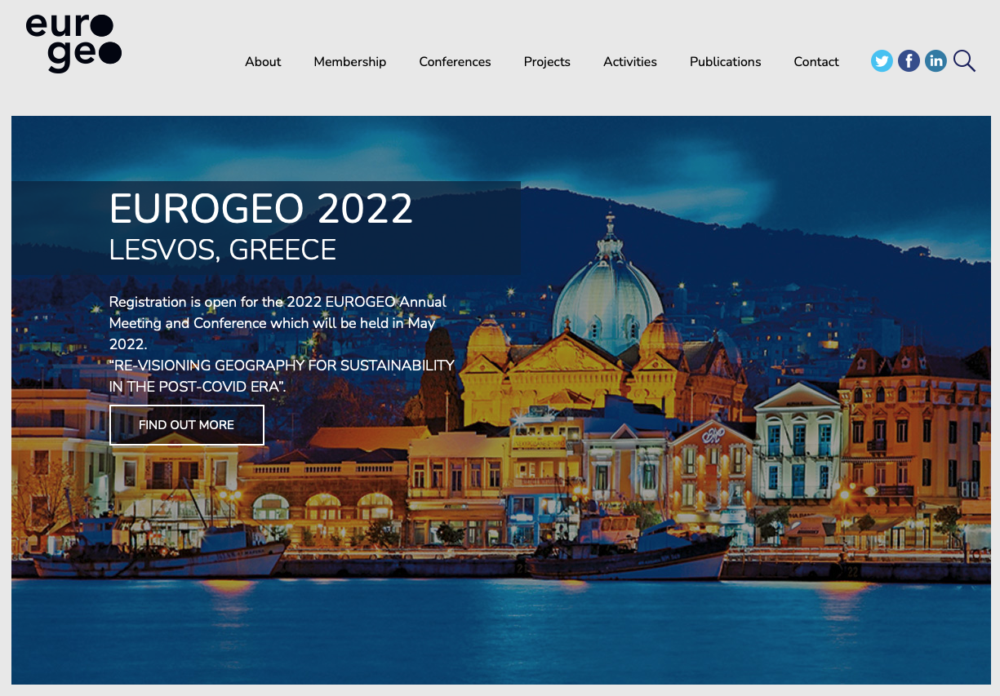 euro
geo
About Membership Conferences Projects Activities Publications Contact
EUROGEO 2022
LESVOS, GREECE
Registration is open for the 2022 EUROGEO Annual
Meeting and Conference which will be held in May
2022.
“RE-VISIONING GEOGRAPHY FOR SUSTAINABILITY
IN THE POST-COVID ERA”.
FIND OUT MORE
ALPHA BANK